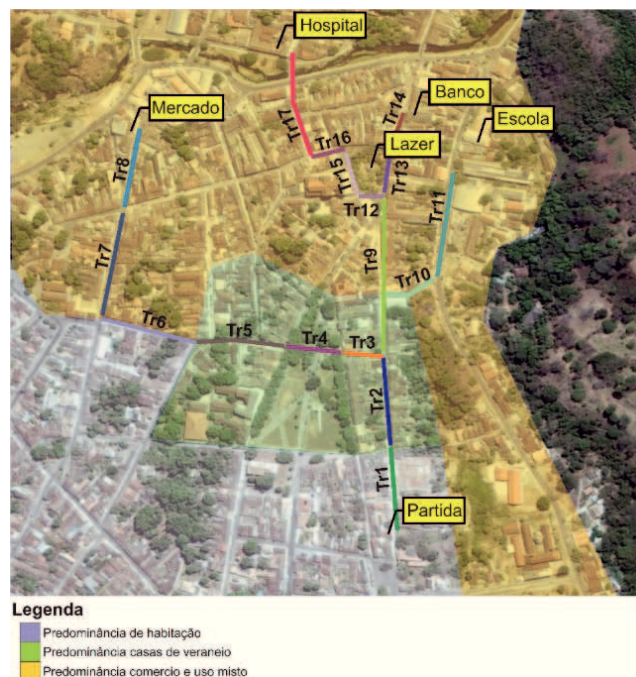 Hospital
Mercado
Banco
Escola
Lazer
Tr17
Tr16
Tr14
Tr15
Tr13
Tr12
Tr11
Tr8
Tr7
Tr9
Tr10
Tr6
Tr5
Tr4
Tr3
Tr2
Tr1
Partida
Legenda
Predominância de habitação
Predominância casas de veraneio
Predominância comercio e uso misto